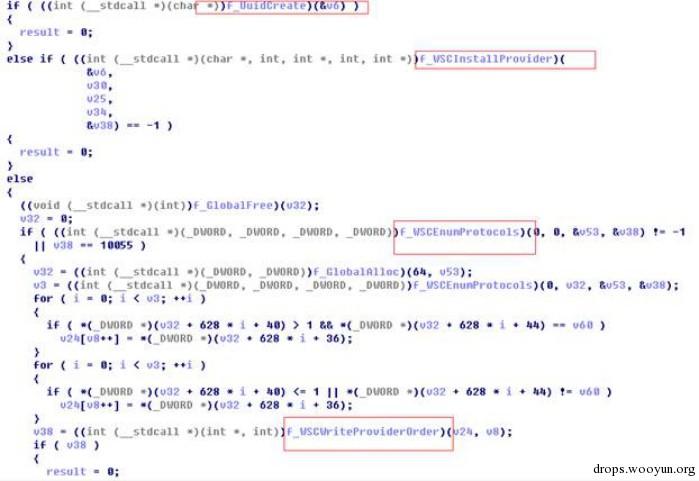 if ( ((int (__stdcall *)(char *))f_UuidCreate)(&v6) )
{
result = 0;
}
else if ( ((int (__stdcall *)(char *, int, int *, int, int *))f_WSCInstallProvider)(
&v6,
v30,
v25,
v34,
&v38) == -1 )
{
result = 0;
}
else
{
((void (__stdcall *)(int))f_GlobalFree)(v32);
v32 = 0;
if ( ((int (__stdcall *)(_DWORD, _DWORD, _DWORD, _DWORD))f_WSCEnumProtocols)(0, 0, &v53, &v38) != -1
|| v38 == 10055 )
{
v32 = ((int (__stdcall *)(_DWORD, _DWORD))f_GlobalAlloc)(64, v53);
v3 = ((int (__stdcall *)(_DWORD, _DWORD, _DWORD, _DWORD))f_WSCEnumProtocols)(0, v32, &v53, &v38);
for ( i = 0; i < v3; ++i )
{
if ( *(_DWORD *)(v32 + 628 * i + 40) > 1 && *(_DWORD *)(v32 + 628 * i + 44) == v60 )
v24[v8++] = *(_DWORD *)(v32 + 628 * i + 36);
}
for ( i = 0; i < v3; ++i )
{
if ( *(_DWORD *)(v32 + 628 * i + 40) <= 1 || *(_DWORD *)(v32 + 628 * i + 44) != v60 )
v24[v8++] = *(_DWORD *)(v32 + 628 * i + 36);
}
v38 = ((int (__stdcall *)(int *, int))f_WSCWriteProviderOrder)(v24, v8);
if ( v38 )
{
result = 0;
drops.wooyun.org